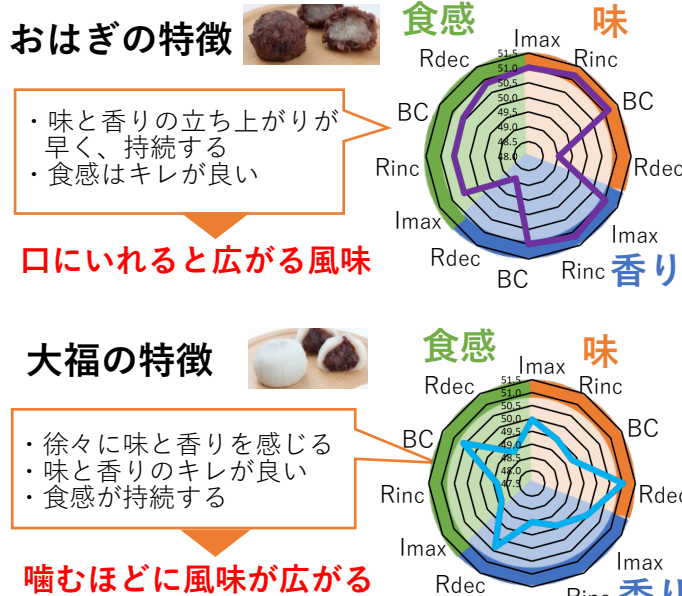 おはぎの特徴
・味と香りの立ち上がりが
早く、持続する
・食感はキレが良い
口にいれると広がる風味
食感
味
香り
Imax
Rinc
BC
Rdec
Imax
Rinc
BC
Rdec
Imax
Rinc
BC
Rdec
51.5
51.0
50.5
50.0
49.5
49.0
48.5
48.0
大福の特徴
・徐々に味と香りを感じる
・味と香りのキレが良い
・食感が持続する
噛むほどに風味が広がる
食感
味
香り
Imax
Rinc
BC
Rdec
Imax
Rinc
Rdec
Imax
Rinc
BC
Rdec
51.5
51.0
50.5
50.0
49.5
49.0
48.5
48.0
47.5